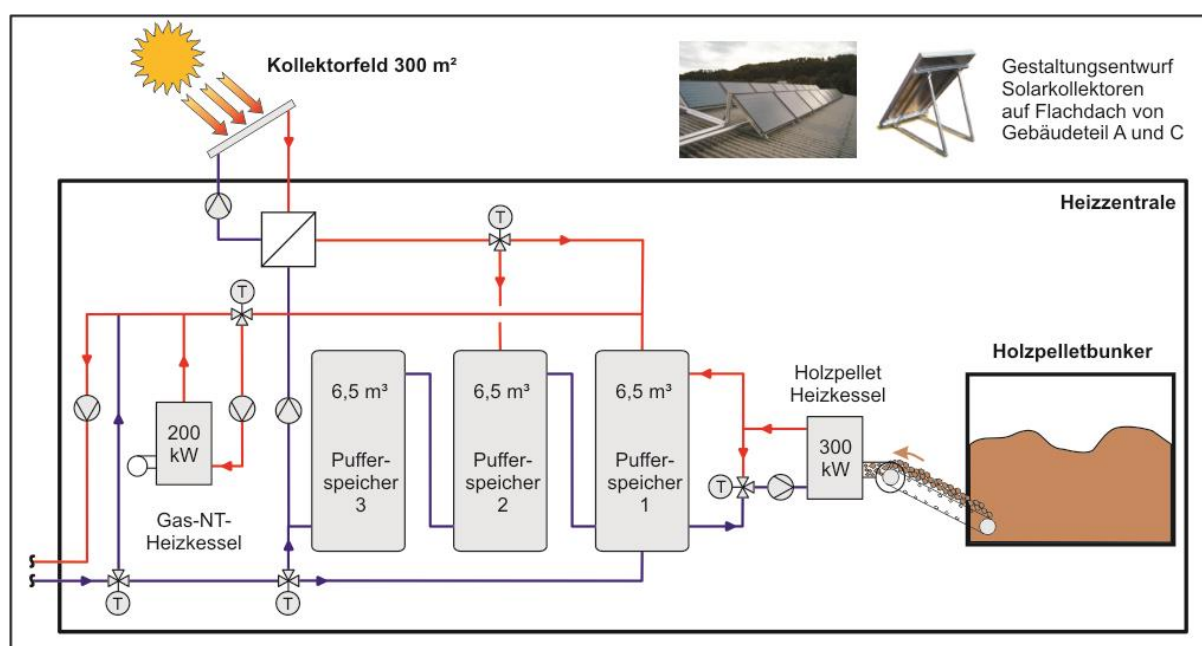 Kollektorfeld 300 m²
Gestaltungsentwurf
Solarkollektoren
auf Flachdach von
Gebäudeteil A und C
Heizzentrale
T
T
6,5 m³
6,5 m³
6,5 m³
Puffer-
speicher
3
Puffer-
speicher
2
Puffer-
speicher
1
Holzpellet
Heizkessel
Holzpelletbunker
200
kW
300
kW
T
Gas-NT-
Heizkessel
T
T